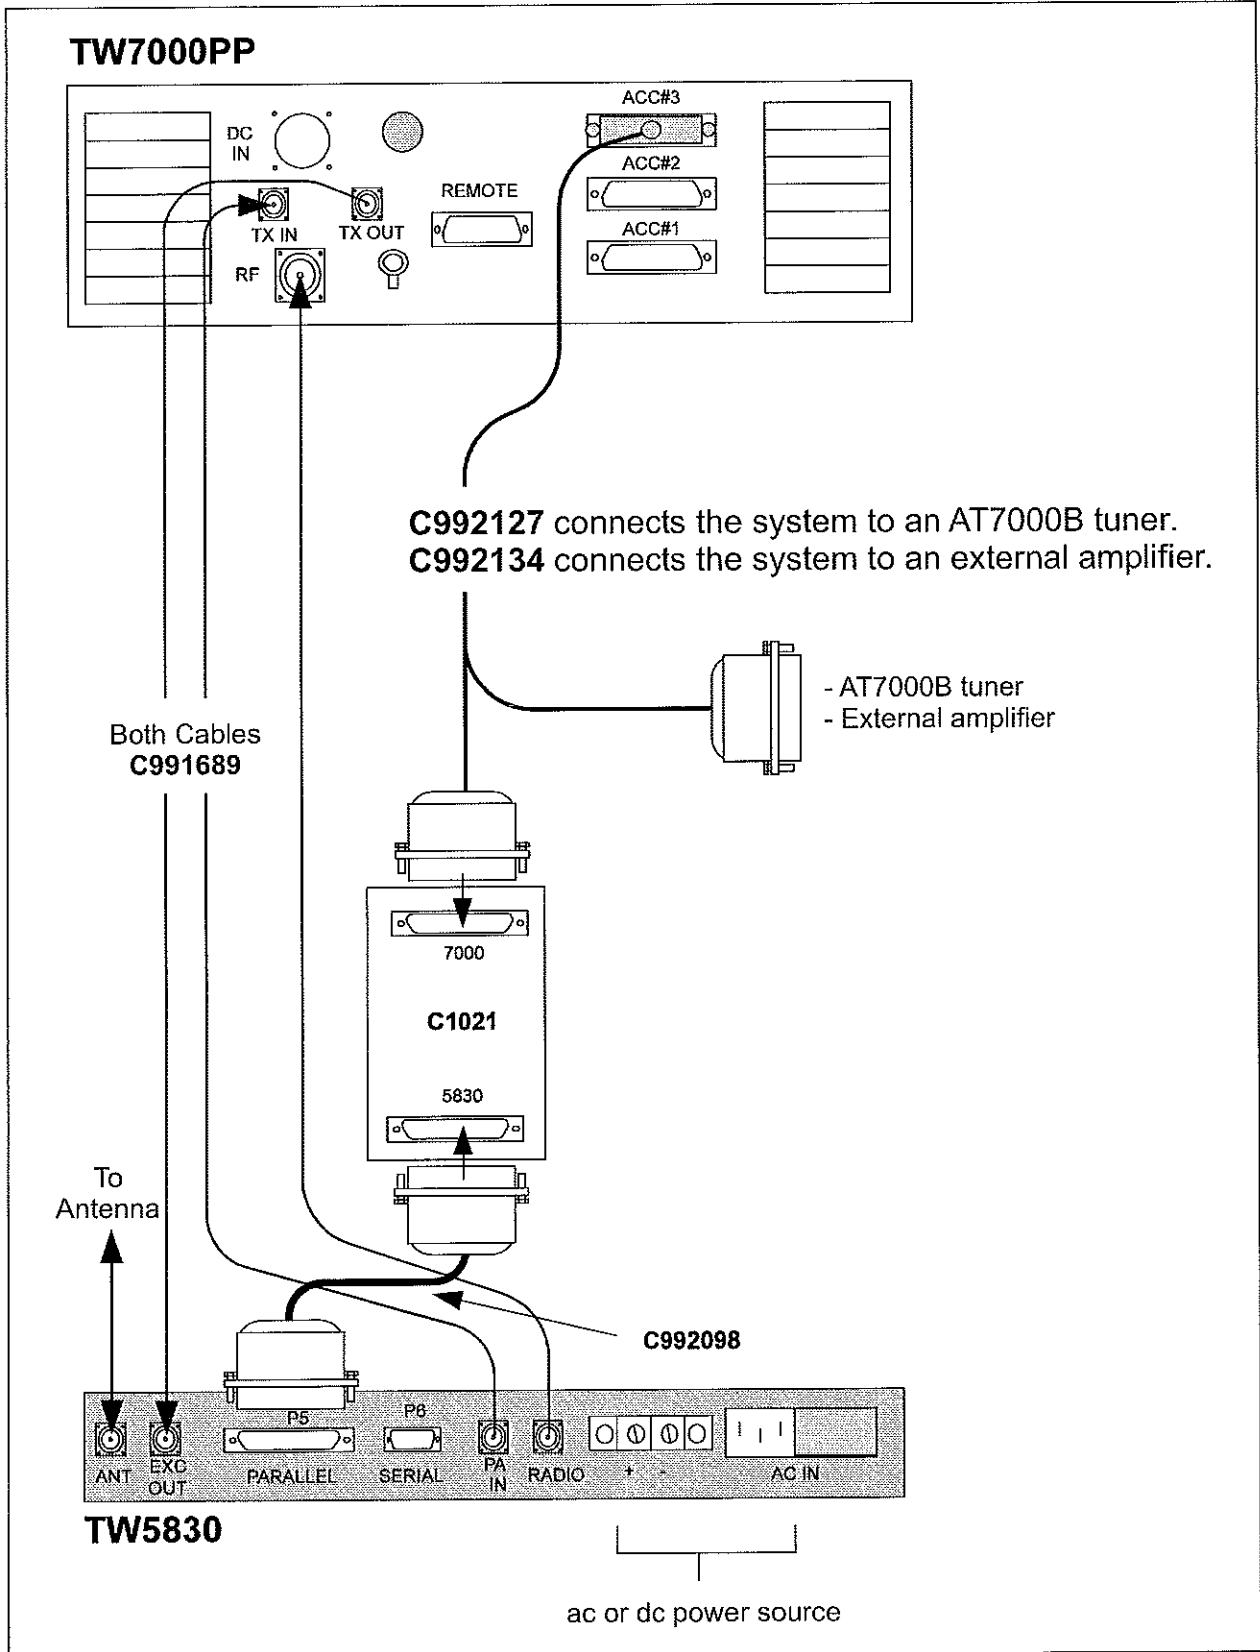 TW7000PP
ACC#3
DC
IN
ACC#2
REMOTE
TX IN
TX OUT
ACC#1
RF
C992127 connects the system to an AT7000B tuner.
C992134 connects the system to an external amplifier.
- AT7000B tuner
- External amplifier
Both Cables
C991689
7000
C1021
5830
To
Antenna
C992098
P5
P6
ANT
EXC
OUT
PARALLEL
SERIAL
PA
IN
RADIO
+ -
AC IN
TW5830
ac or dc power source